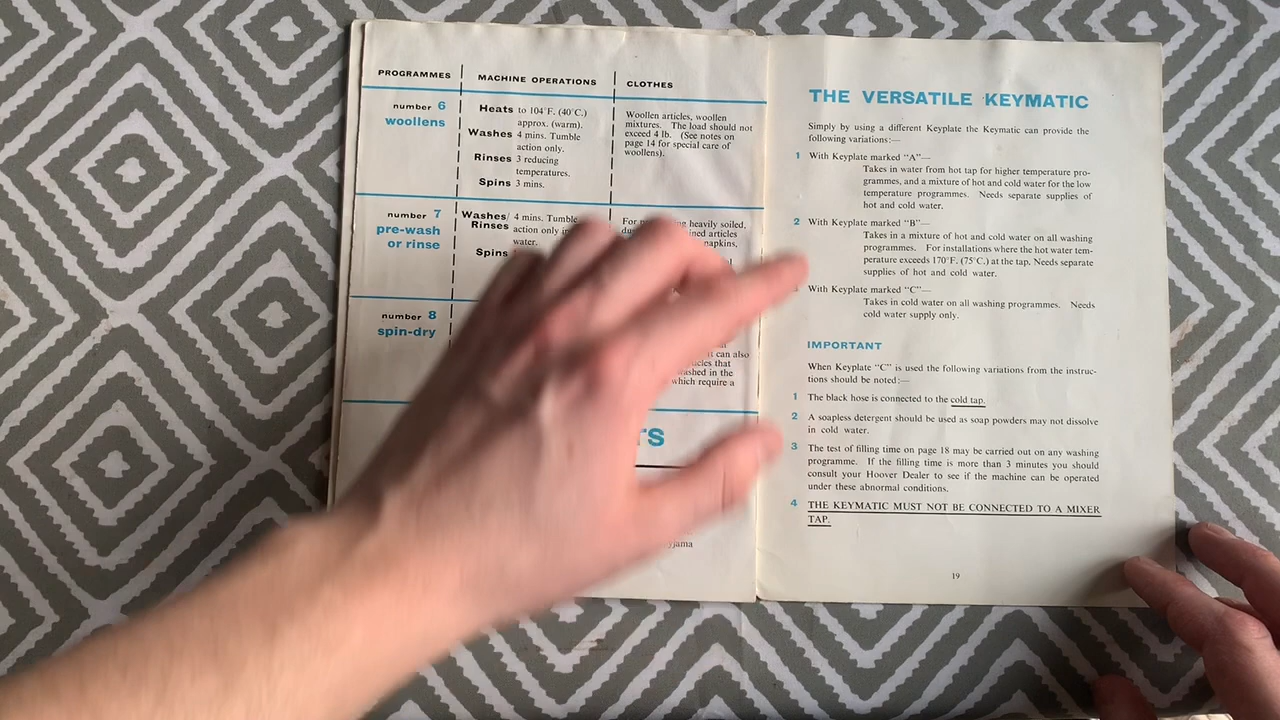 PROGRAMMES MACHINE OPERATIONS CLOTHES
number 6
woollens
Heats to 104°F. (40°C.)
approx. (warm).
Washes 4 mins. Tumble
action only.
Rinses 3 reducing
temperatures.
Spins 3 mins.
Woollen articles, woollen
mixtures. The load should not
exceed 4 lb. (See notes on
page 14 for special care of
woollens).
number 7
pre-wash
or rinse
Washes/ 4 mins. Tumble
Rinses action only
water.
Spins
For heavily soiled,
articles
napkins,
number 8
spin-dry
can also
that
in the
which require a
THE VERSATILE KEYMATIC
Simply by using a different Keyplate the Keymatic can provide the
following variations:—
1 With Keyplate marked “A”—
Takes in water from hot tap for higher temperature pro-
grammes, and a mixture of hot and cold water for the low
temperature programmes. Needs separate supplies of
hot and cold water.
2 With Keyplate marked “B”—
Takes in a mixture of hot and cold water on all washing
programmes. For installations where the hot water tem-
perature exceeds 170°F. (75°C.) at the tap. Needs separate
supplies of hot and cold water.
With Keyplate marked “C”—
Takes in cold water on all washing programmes. Needs
cold water supply only.
IMPORTANT
When Keyplate “C” is used the following variations from the instruc-
tions should be noted:—
1 The black hose is connected to the cold tap.
2 A soapless detergent should be used as soap powders may not dissolve
in cold water.
3 The test of filling time on page 18 may be carried out on any washing
programme. If the filling time is more than 3 minutes you should
consult your Hoover Dealer to see if the machine can be operated
under these abnormal conditions.
4 THE KEYMATIC MUST NOT BE CONNECTED TO A MIXER
TAP.
19